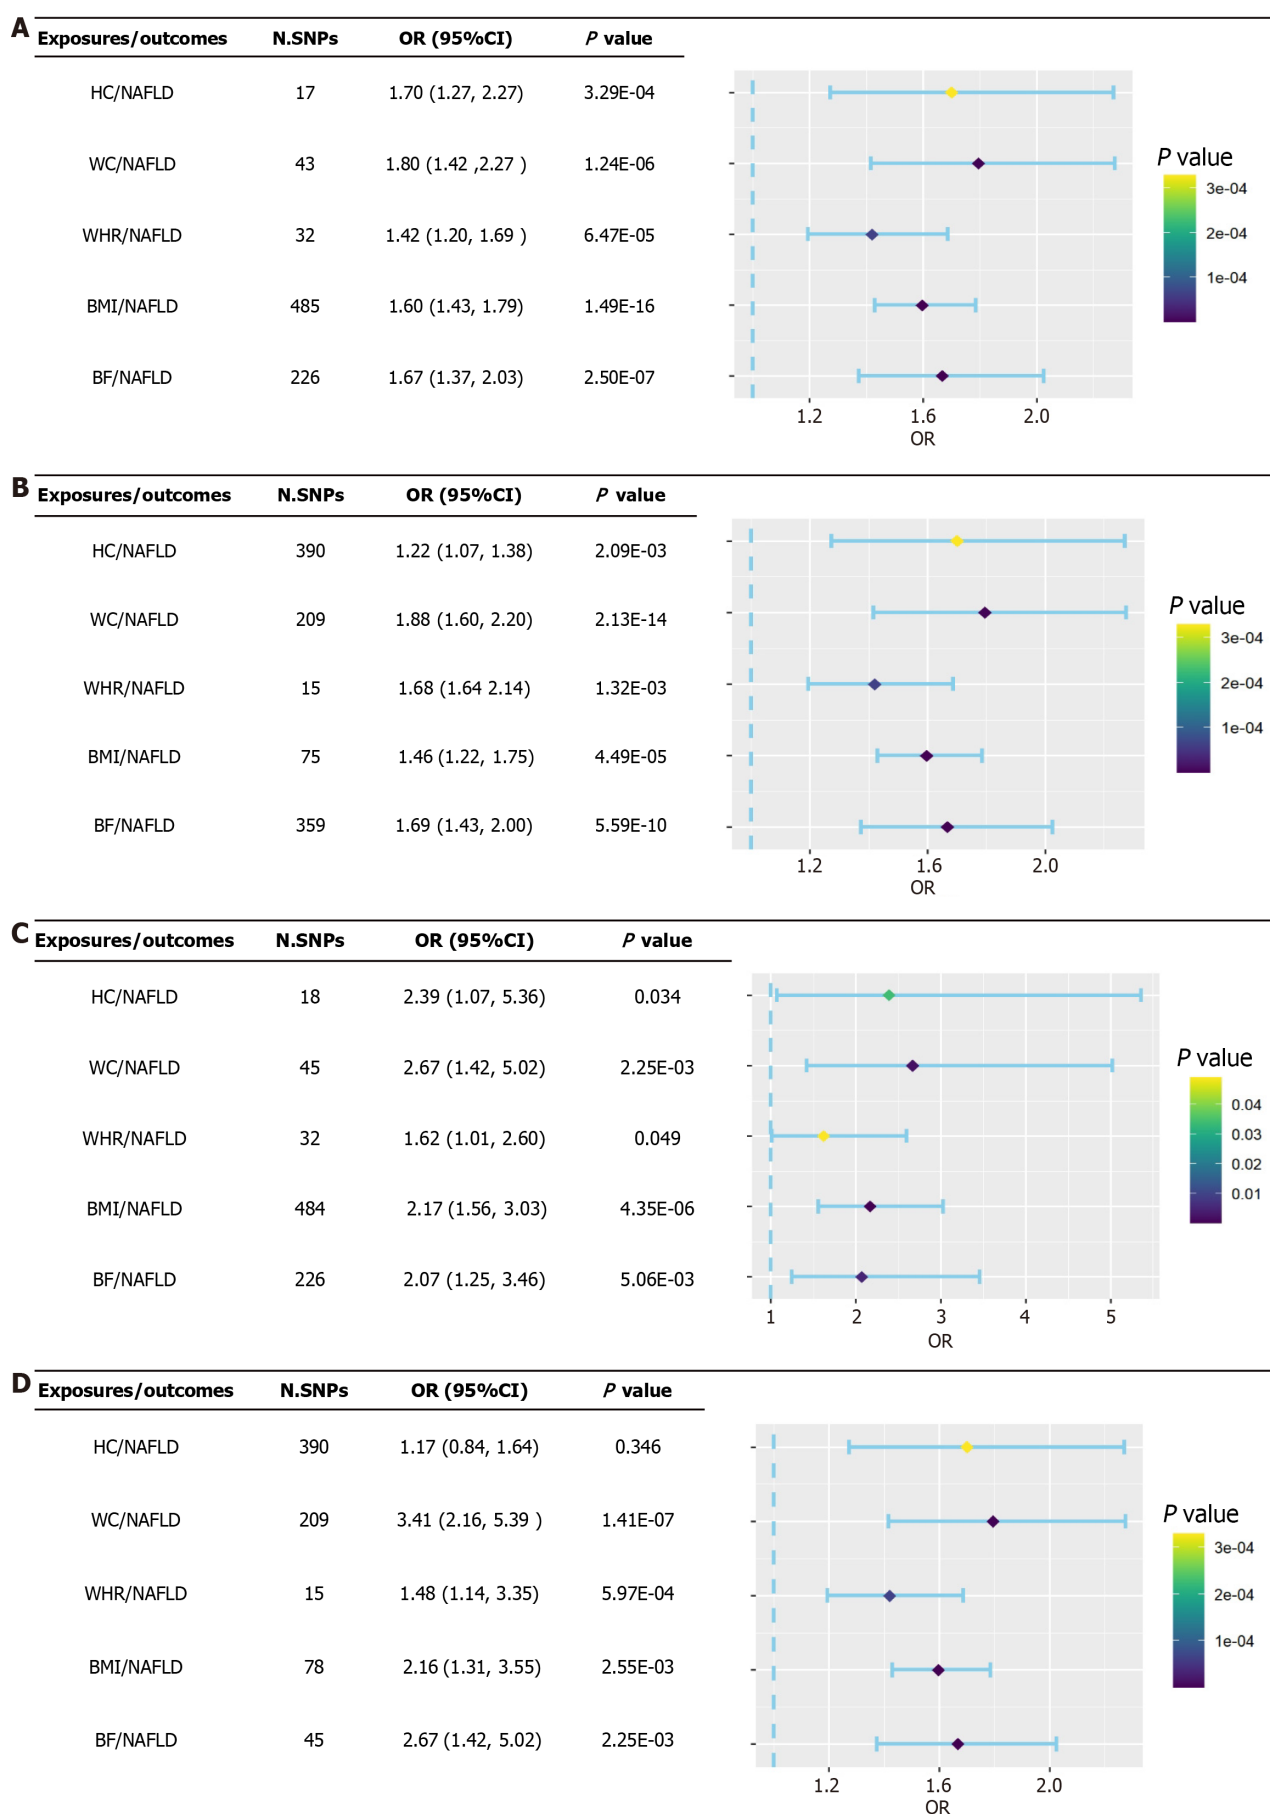 A
Exposures/outcomes N.SNPs OR (95%CI) P value
HC/NAFLD 17 1.70 (1.27, 2.27) 3.29E-04
WC/NAFLD 43 1.80 (1.42 ,2.27 ) 1.24E-06
WHR/NAFLD 32 1.42 (1.20, 1.69 ) 6.47E-05
BMI/NAFLD 485 1.60 (1.43, 1.79) 1.49E-16
BF/NAFLD 226 1.67 (1.37, 2.03) 2.50E-07
1.2 1.6 2.0
OR
P value
3e-04
2e-04
1e-04
B
Exposures/outcomes N.SNPs OR (95%CI) P value
HC/NAFLD 390 1.22 (1.07, 1.38) 2.09E-03
WC/NAFLD 209 1.88 (1.60, 2.20) 2.13E-14
WHR/NAFLD 15 1.68 (1.64 2.14) 1.32E-03
BMI/NAFLD 75 1.46 (1.22, 1.75) 4.49E-05
BF/NAFLD 359 1.69 (1.43, 2.00) 5.59E-10
1.2 1.6 2.0
OR
P value
3e-04
2e-04
1e-04
C
Exposures/outcomes N.SNPs OR (95%CI) P value
HC/NAFLD 18 2.39 (1.07, 5.36) 0.034
WC/NAFLD 45 2.67 (1.42, 5.02) 2.25E-03
WHR/NAFLD 32 1.62 (1.01, 2.60) 0.049
BMI/NAFLD 484 2.17 (1.56, 3.03) 4.35E-06
BF/NAFLD 226 2.07 (1.25, 3.46) 5.06E-03
1 2 3 4 5
OR
P value
0.04
0.03
0.02
0.01
D
Exposures/outcomes N.SNPs OR (95%CI) P value
HC/NAFLD 390 1.17 (0.84, 1.64) 0.346
WC/NAFLD 209 3.41 (2.16, 5.39 ) 1.41E-07
WHR/NAFLD 15 1.48 (1.14, 3.35) 5.97E-04
BMI/NAFLD 78 2.16 (1.31, 3.55) 2.55E-03
BF/NAFLD 45 2.67 (1.42, 5.02) 2.25E-03
1.2 1.6 2.0
OR
P value
3e-04
2e-04
1e-04